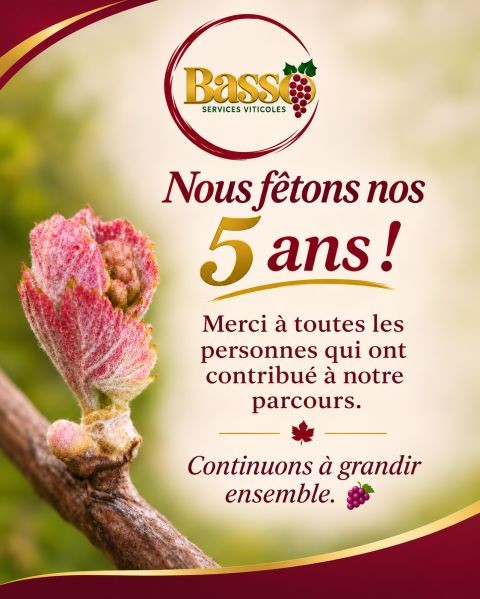 Basso
SERVICES VITICOLES
Nous fêtons nos
5 ans !
Merci à toutes les
personnes qui ont
contribué à notre
parcours.
Continuons à grandir
ensemble.